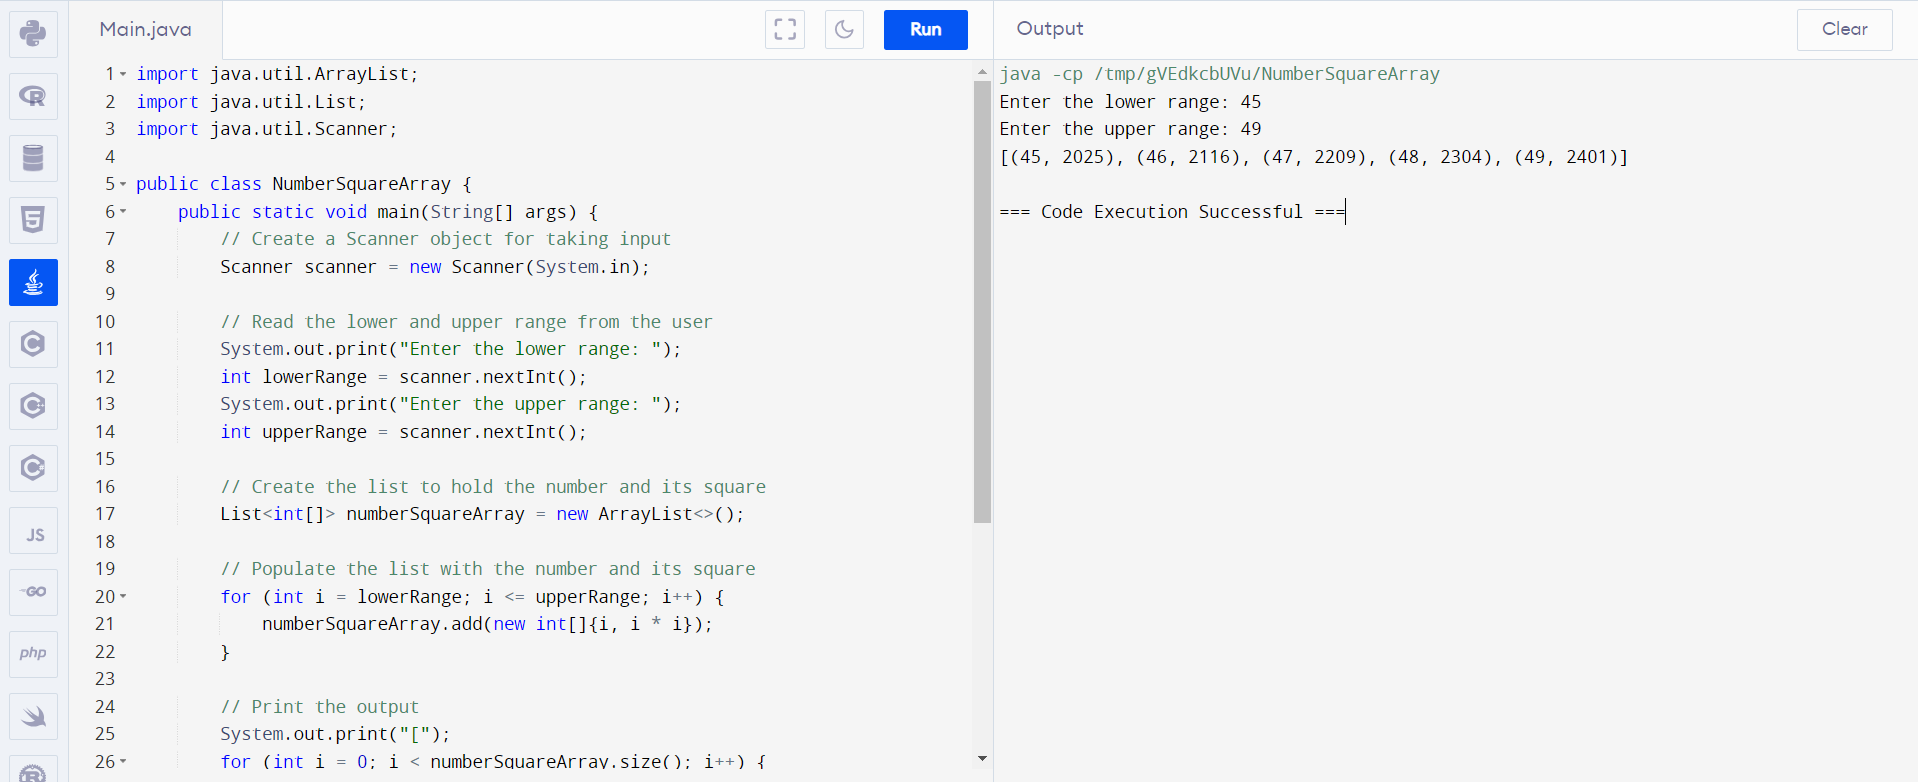 Main.java
Run
Output
Clear
1 import java.util.ArrayList;
2 import java.util.List;
3 import java.util.Scanner;
4
5 public class NumberSquareArray {
6 public static void main(String[] args) {
7 // Create a Scanner object for taking input
8 Scanner scanner = new Scanner(System.in);
9
10 // Read the lower and upper range from the user
11 System.out.print("Enter the lower range: ");
12 int lowerRange = scanner.nextInt();
13 System.out.print("Enter the upper range: ");
14 int upperRange = scanner.nextInt();
15
16 // Create the list to hold the number and its square
17 List<int[]> numberSquareArray = new ArrayList<>();
18
19 // Populate the list with the number and its square
20 for (int i = lowerRange; i <= upperRange; i++) {
21 numberSquareArray.add(new int[]{i, i * i});
22 }
23
24 // Print the output
25 System.out.print("[");
26 for (int i = 0; i < numberSquareArray.size(); i++) {
java -cp /tmp/gVEdkcbUVu/NumberSquareArray
Enter the lower range: 45
Enter the upper range: 49
[(45, 2025), (46, 2116), (47, 2209), (48, 2304), (49, 2401)]
=== Code Execution Successful ===
R
5
C
C+
C#
JS
GO
php
R